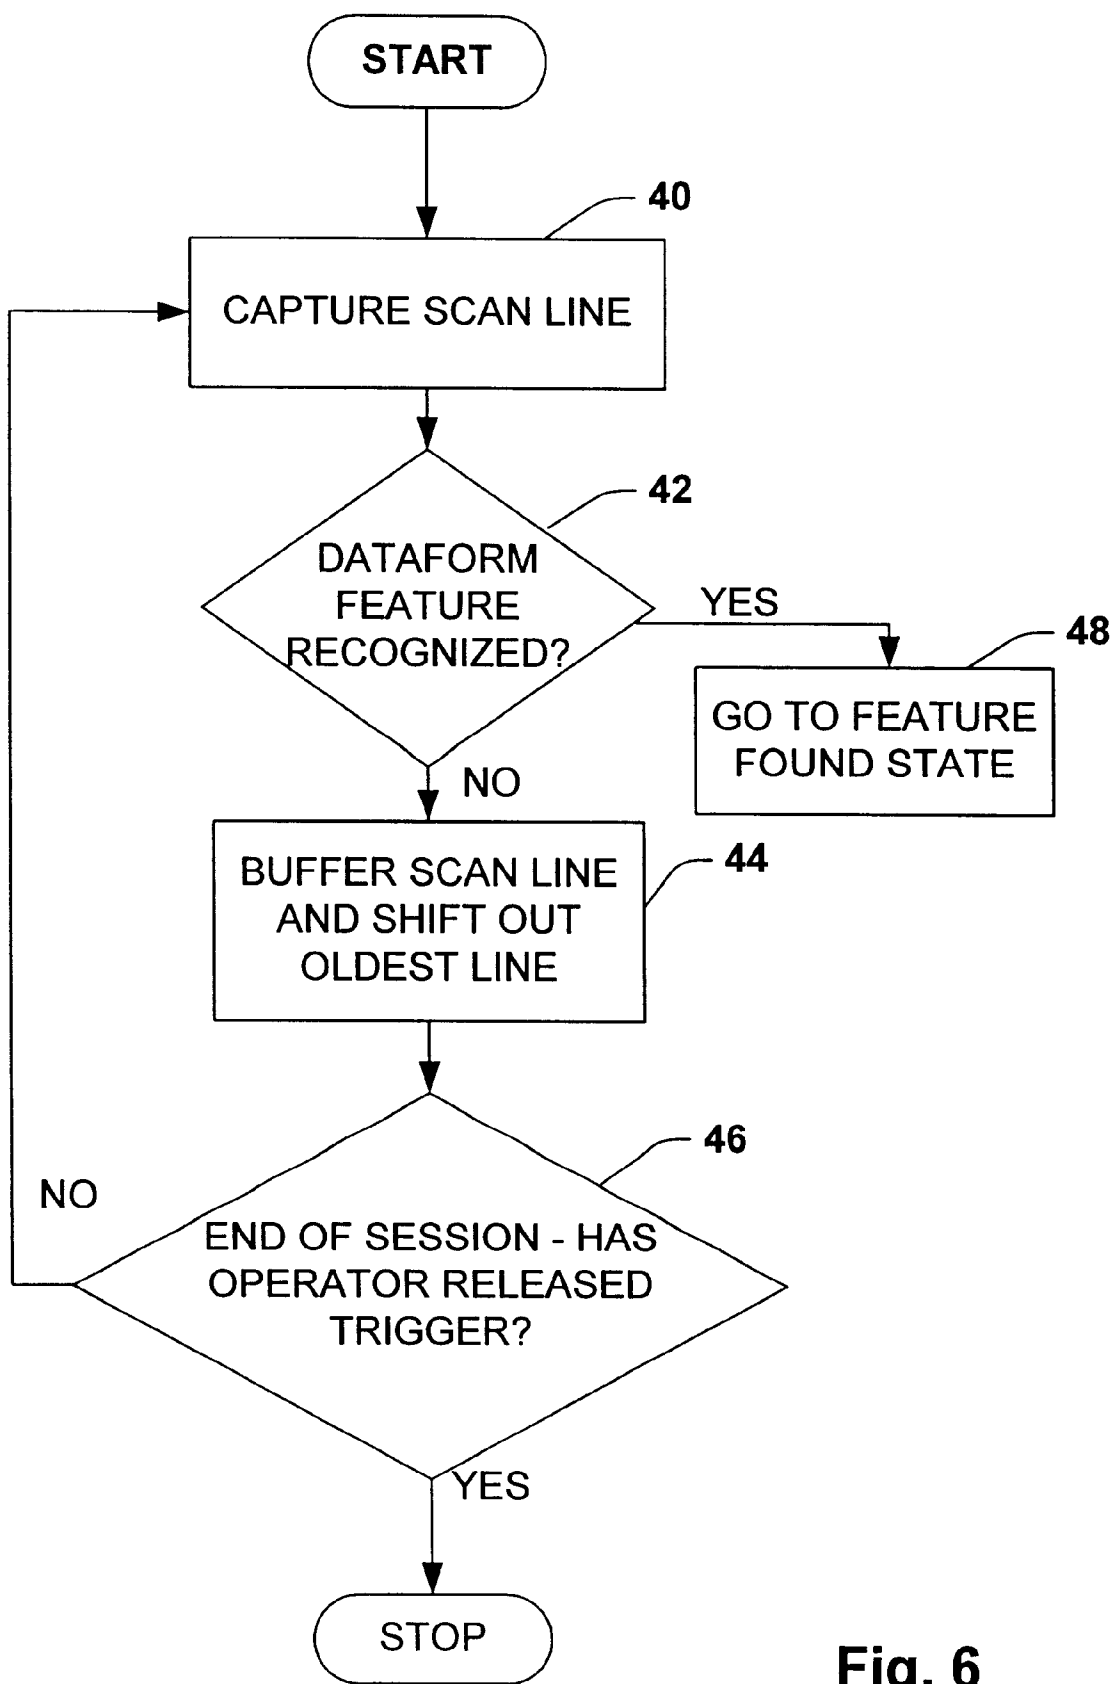 START
40
CAPTURE SCAN LINE
42
DATAFORM
FEATURE
RECOGNIZED?
YES
48
GO TO FEATURE
FOUND STATE
NO
44
BUFFER SCAN LINE
AND SHIFT OUT
OLDEST LINE
46
NO
END OF SESSION - HAS
OPERATOR RELEASED
TRIGGER?
YES
STOP
Fig. 6